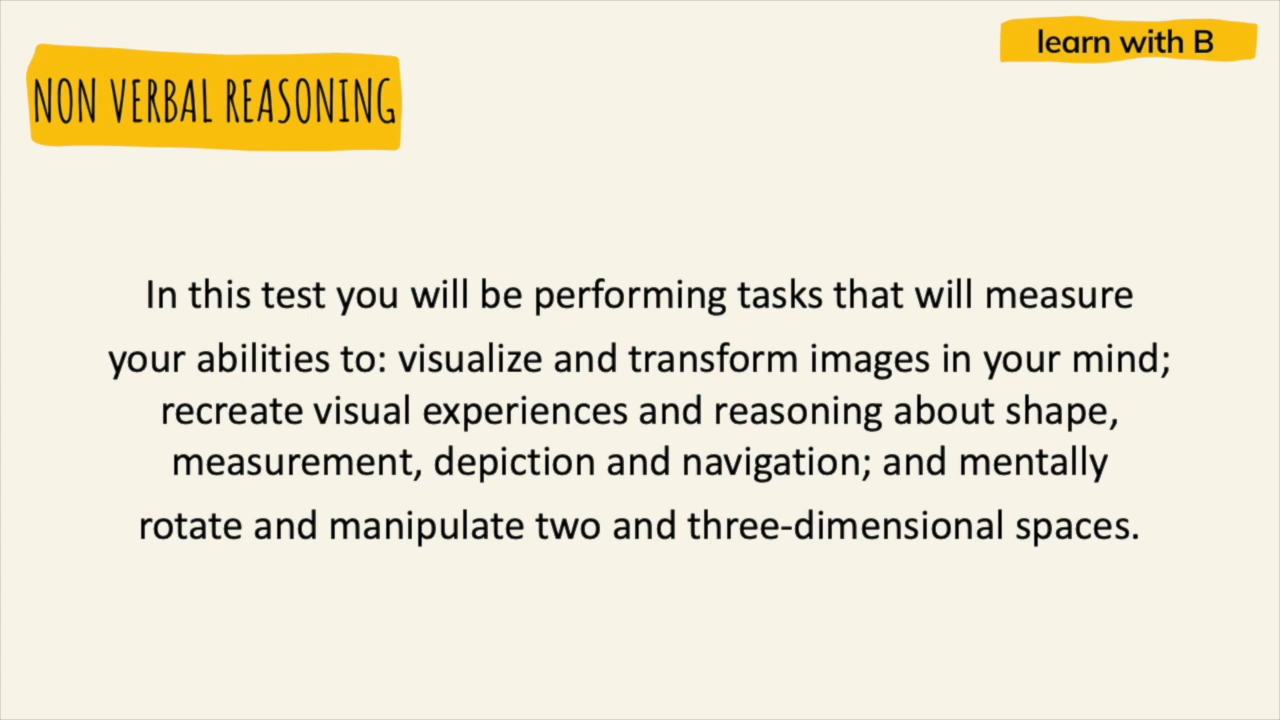 learn with B
NON VERBAL REASONING
In this test you will be performing tasks that will measure
your abilities to: visualize and transform images in your mind;
recreate visual experiences and reasoning about shape,
measurement, depiction and navigation; and mentally
rotate and manipulate two and three-dimensional spaces.